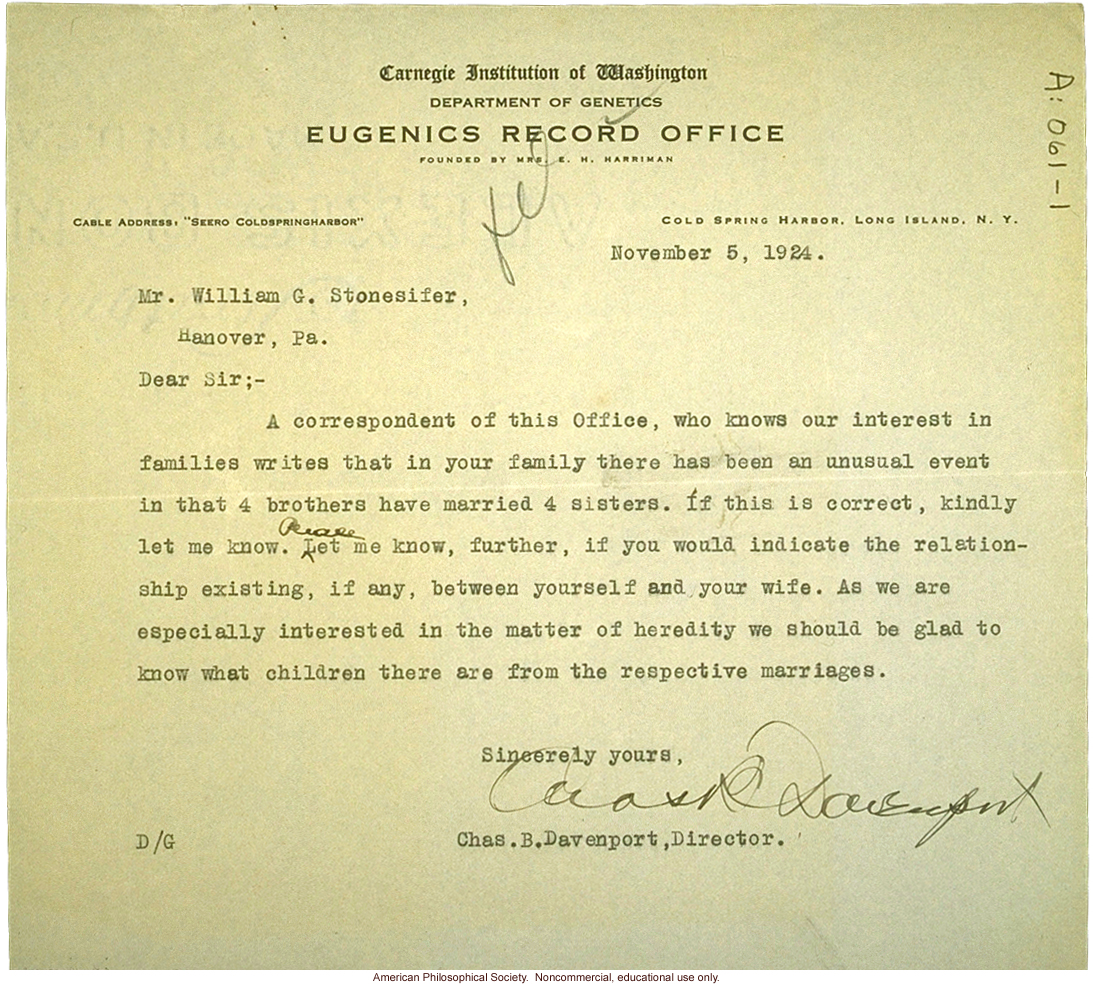 Carnegie Institution of Washington
DEPARTMENT OF GENETICS
EUGENICS RECORD OFFICE
FOUNDED BY MRS. E. H. HARRIMAN
A: 061-1
CABLE ADDRESS: "SEERO COLDSPRINGHARBOR"
COLD SPRING HARBOR, LONG ISLAND, N. Y.
November 5, 1924.
Mr. William G. Stonesifer,
Hanover, Pa.
Dear Sir;-
A correspondent of this Office, who knows our interest in
families writes that in your family there has been an unusual event
in that 4 brothers have married 4 sisters. If this is correct, kindly
Please
let me know. Let me know, further, if you would indicate the relation-
ship existing, if any, between yourself and your wife. As we are
especially interested in the matter of heredity we should be glad to
know what children there are from the respective marriages.
Sincerely yours,
Chas B Davenport
D/G
Chas.B.Davenport,Director.
American Philosophical Society. Noncommercial, educational use only.